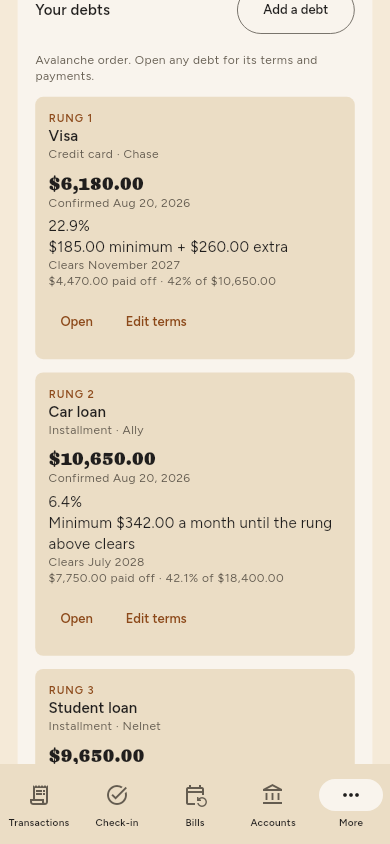 Your debts
Add a debt
Avalanche order. Open any debt for its terms and
payments.
RUNG 1
Visa
Credit card · Chase
$6,180.00
Confirmed Aug 20, 2026
22.9%
$185.00 minimum + $260.00 extra
Clears November 2027
$4,470.00 paid off · 42% of $10,650.00
Open
Edit terms
RUNG 2
Car loan
Installment · Ally
$10,650.00
Confirmed Aug 20, 2026
6.4%
Minimum $342.00 a month until the rung
above clears
Clears July 2028
$7,750.00 paid off · 42.1% of $18,400.00
Open
Edit terms
RUNG 3
Student loan
Installment · Nelnet
$9,650.00
Transactions
Check-in
Bills
Accounts
More